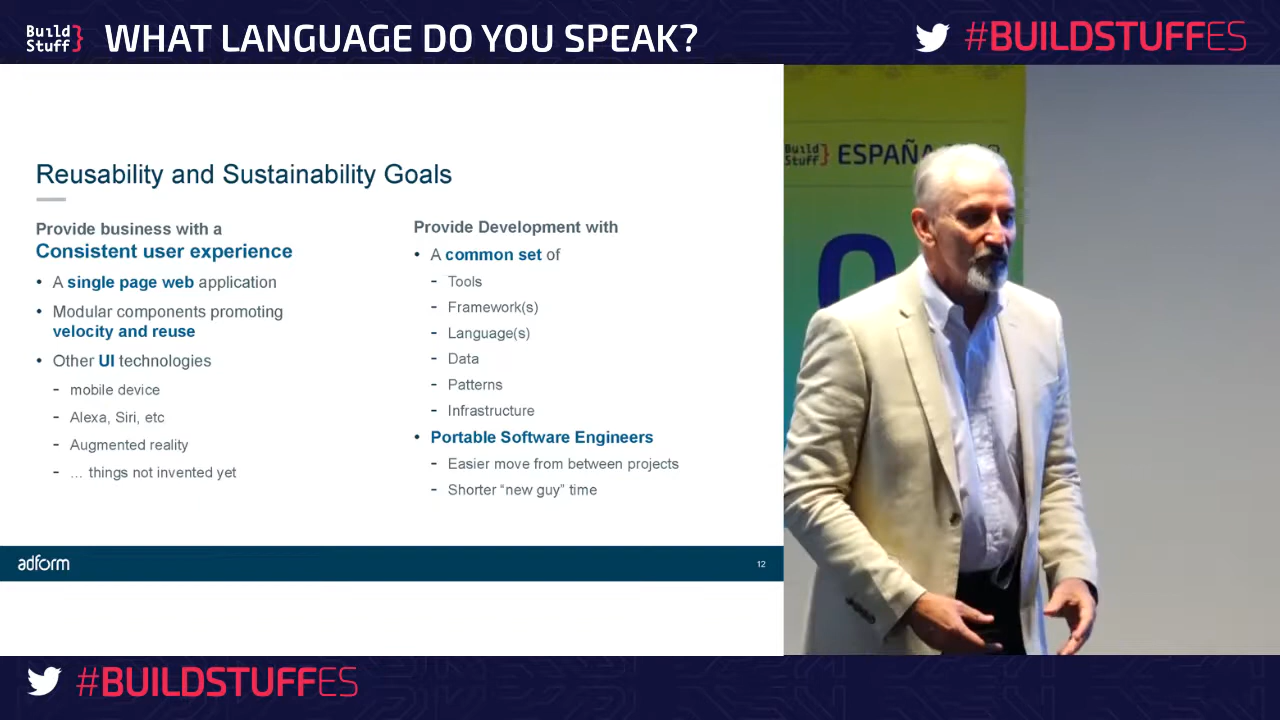 Build
Stuff}
WHAT LANGUAGE DO YOU SPEAK?
#BUILDSTUFFES
Reusability and Sustainability Goals
Provide business with a
Consistent user experience
• A single page web application
• Modular components promoting
velocity and reuse
• Other UI technologies
- mobile device
- Alexa, Siri, etc
- Augmented reality
- ... things not invented yet
Provide Development with
• A common set of
- Tools
- Framework(s)
- Language(s)
- Data
- Patterns
- Infrastructure
• Portable Software Engineers
- Easier move from between projects
- Shorter “new guy” time
adform
12
Build
Stuff}
ESPAÑA
#BUILDSTUFFES